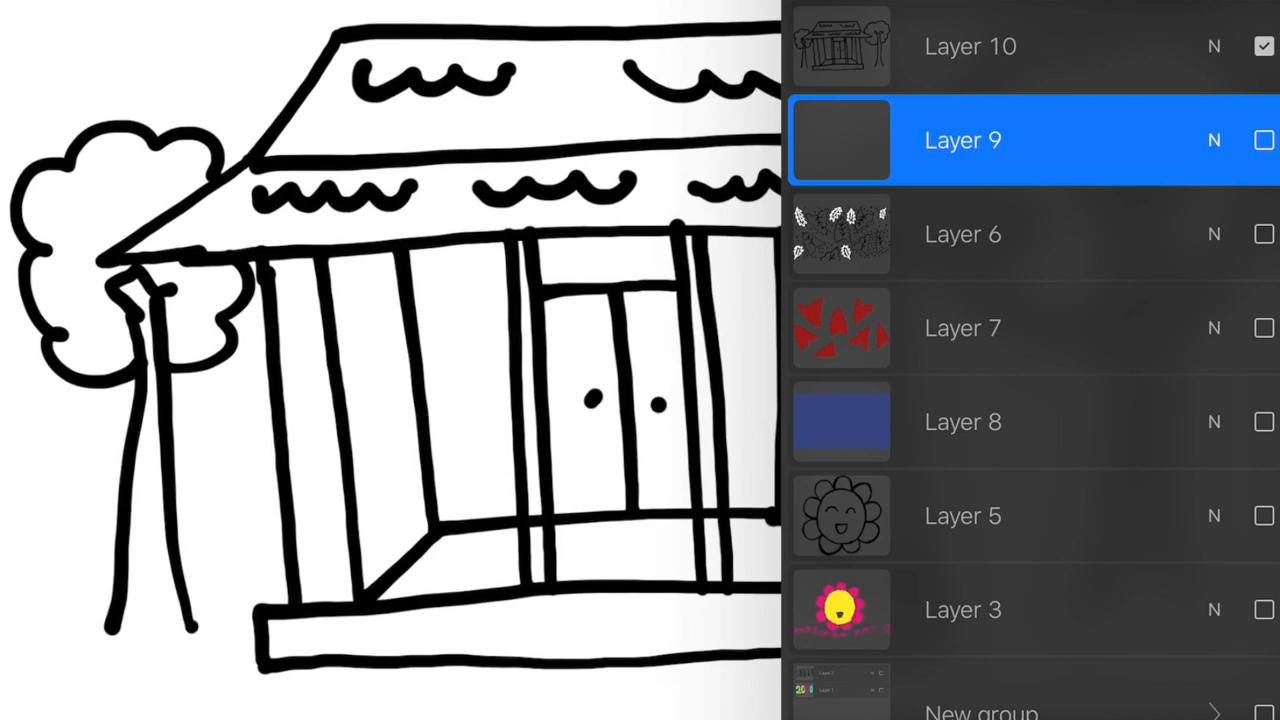 Layer 10 N
Layer 9 N
Layer 6 N
Layer 7 N
Layer 8 N
Layer 5 N
Layer 3 N
New group